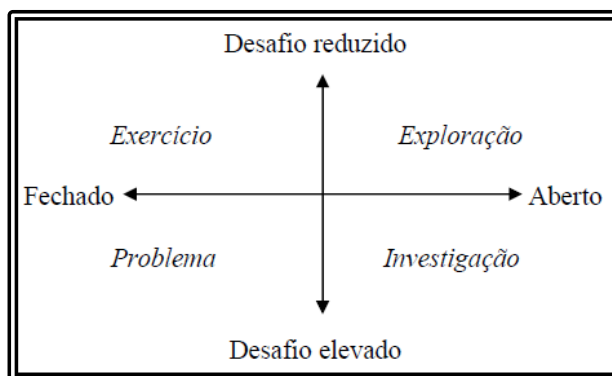 Desafio reduzido
Exercício Exploração
Fechado Aberto
Problema Investigação
Desafio elevado